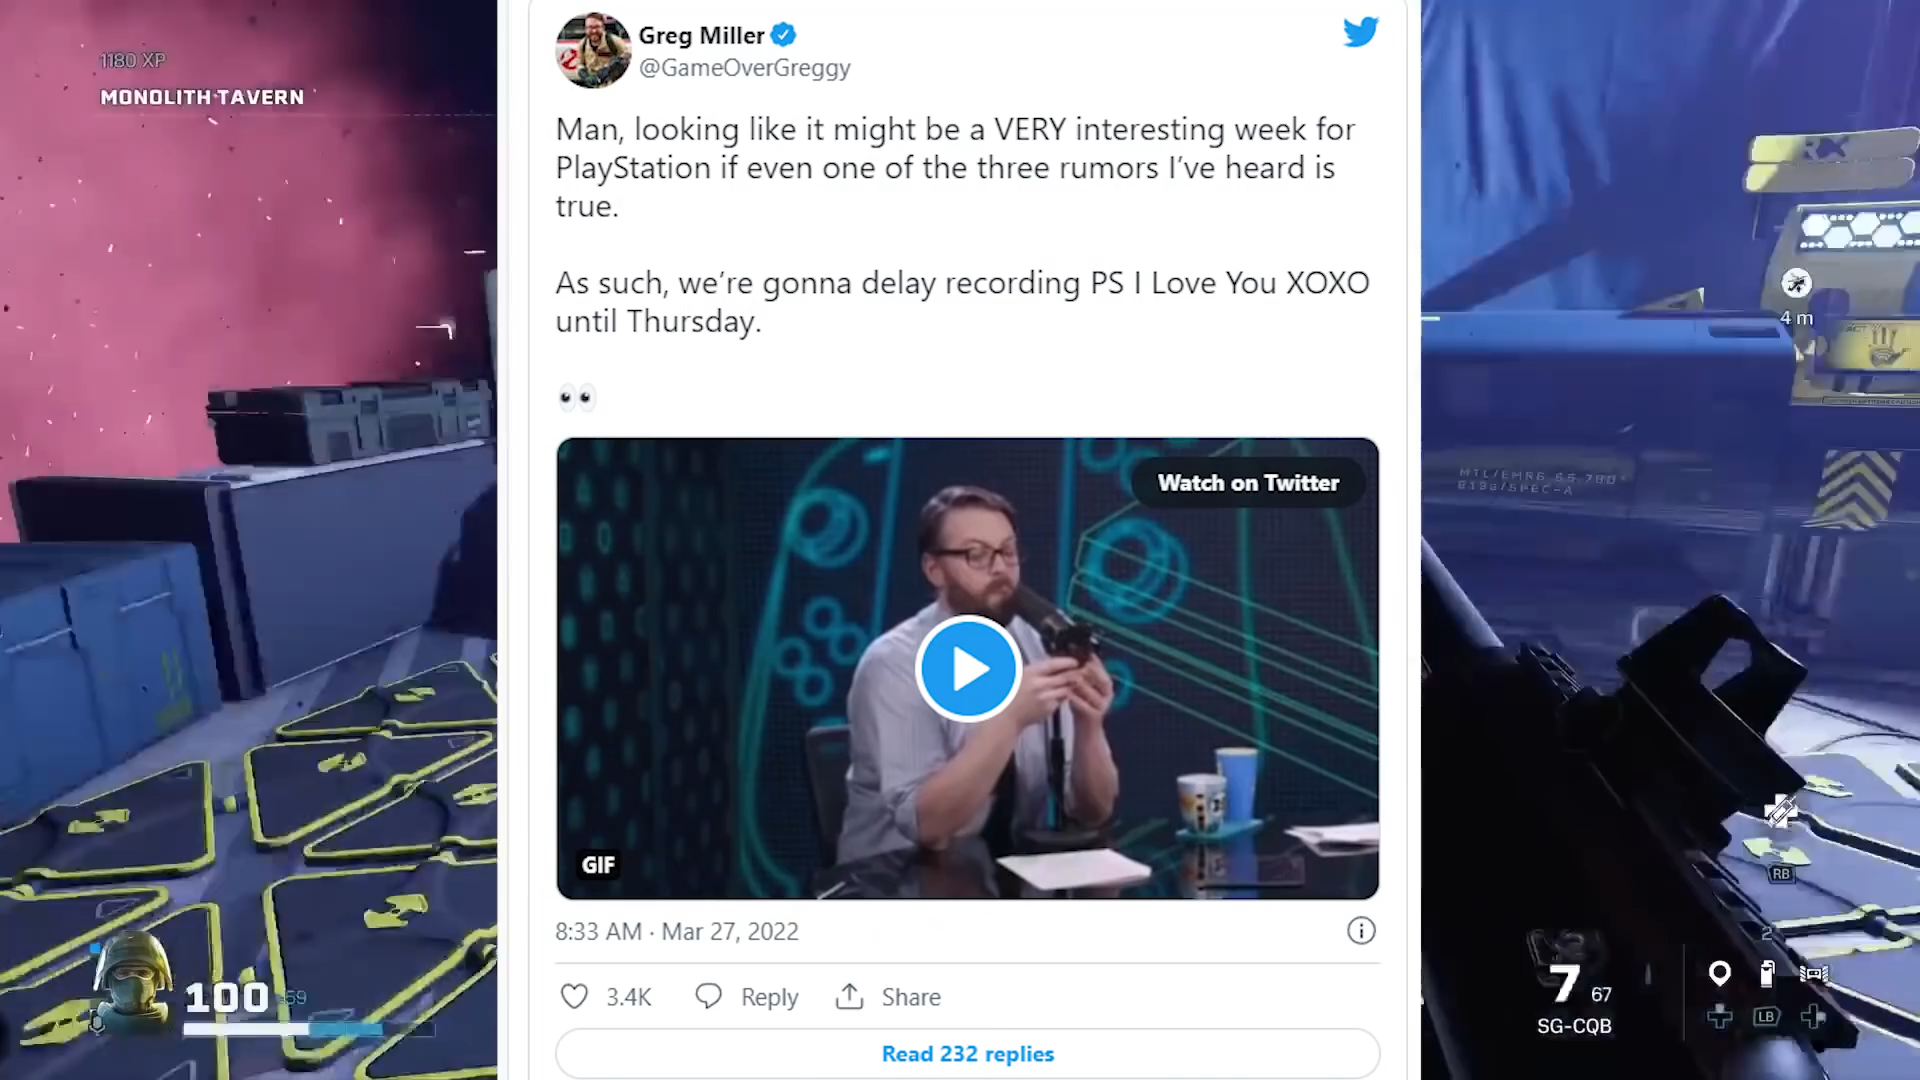 1180 XP
MONOLITH TAVERN
Greg Miller
@GameOverGreggy
Man, looking like it might be a VERY interesting week for
PlayStation if even one of the three rumors I've heard is
true.
As such, we're gonna delay recording PS I Love You XOXO
until Thursday.
👀
Watch on Twitter
GIF
8:33 AM · Mar 27, 2022
3.4K
Reply
Share
Read 232 replies
RX
4 m
RB
2
100
59
7
67
SG-CQB
LB